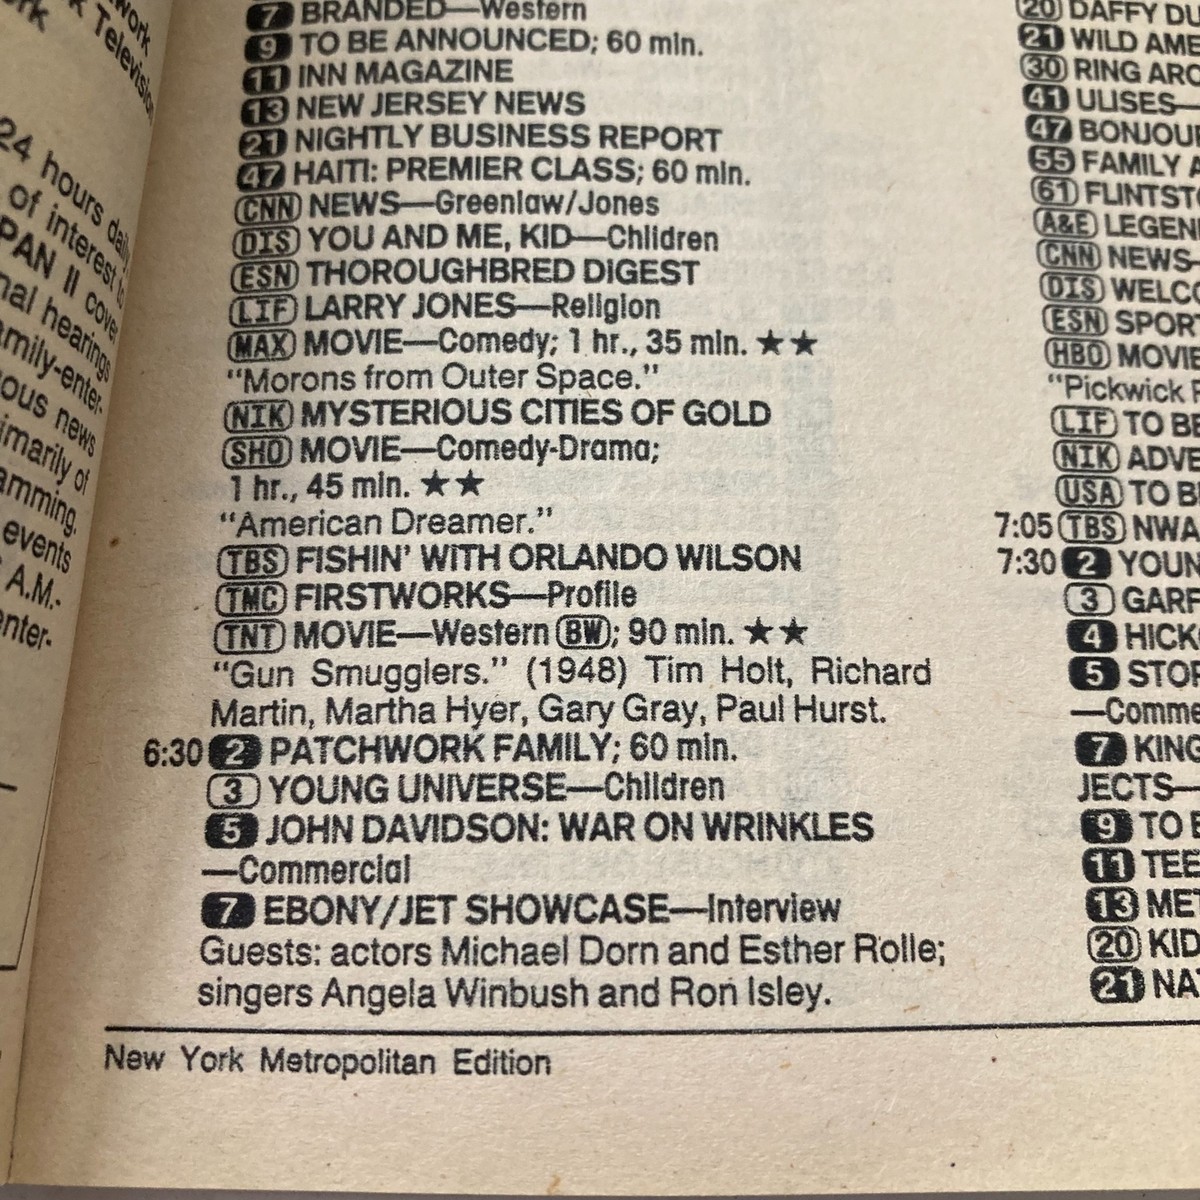 work
k Television
24 hours daily
of interest to
PAN II cover
nal hearings
amily-enter-
ous news
imarily of
amming.
events
A.M.-
enter-
7 BRANDED—Western
9 TO BE ANNOUNCED; 60 min.
11 INN MAGAZINE
13 NEW JERSEY NEWS
21 NIGHTLY BUSINESS REPORT
47 HAITI: PREMIER CLASS; 60 min.
CNN NEWS—Greenlaw/Jones
DIS YOU AND ME, KID—Children
ESN THOROUGHBRED DIGEST
LIF LARRY JONES—Religion
MAX MOVIE—Comedy; 1 hr., 35 min. ★★
“Morons from Outer Space.”
NIK MYSTERIOUS CITIES OF GOLD
SHO MOVIE—Comedy-Drama;
1 hr., 45 min. ★★
“American Dreamer.”
TBS FISHIN’ WITH ORLANDO WILSON
TMC FIRSTWORKS—Profile
TNT MOVIE—Western BW; 90 min. ★★
“Gun Smugglers.” (1948) Tim Holt, Richard
Martin, Martha Hyer, Gary Gray, Paul Hurst.
6:30 2 PATCHWORK FAMILY; 60 min.
3 YOUNG UNIVERSE—Children
5 JOHN DAVIDSON: WAR ON WRINKLES
—Commercial
7 EBONY/JET SHOWCASE—Interview
Guests: actors Michael Dorn and Esther Rolle;
singers Angela Winbush and Ron Isley.
New York Metropolitan Edition
20 DAFFY DU
21 WILD AME
30 RING ARO
41 ULISES—
47 BONJOU
55 FAMILY A
61 FLINTSTO
A&E LEGEN
CNN NEWS—
DIS WELCO
ESN SPOR
HBO MOVIE
“Pickwick P
LIF TO BE
NIK ADVE
USA TO B
7:05 TBS NWA
7:30 2 YOUN
3 GARF
4 HICK
5 STOR
—Comme
7 KING
JECTS—
9 TO B
11 TEE
13 MET
20 KID
21 NAT